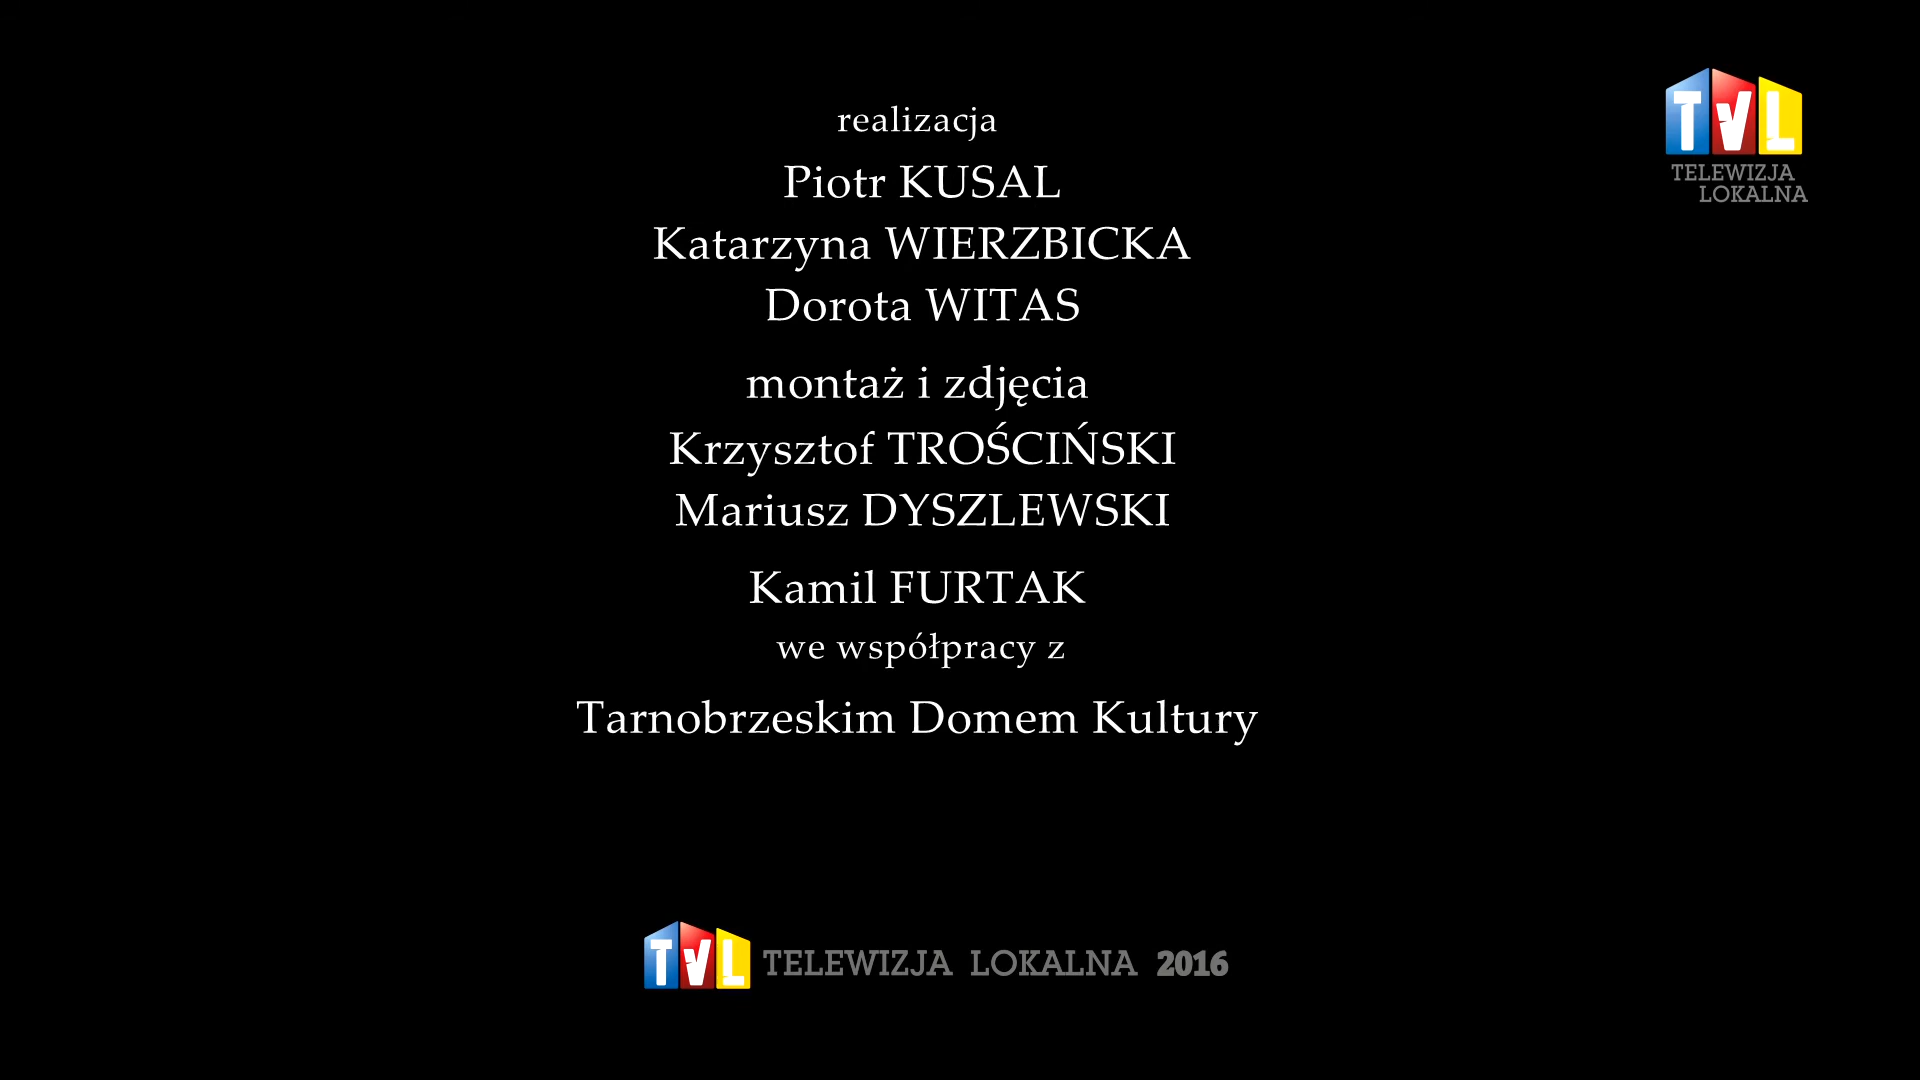 realizacja
Piotr KUSAL
Katarzyna WIERZBICKA
Dorota WITAS
montaż i zdjęcia
Krzysztof TROŚCIŃSKI
Mariusz DYSZLEWSKI
Kamil FURTAK
we współpracy z
Tarnobrzeskim Domem Kultury
TVL
TELEWIZJA
LOKALNA
TVL TELEWIZJA LOKALNA 2016